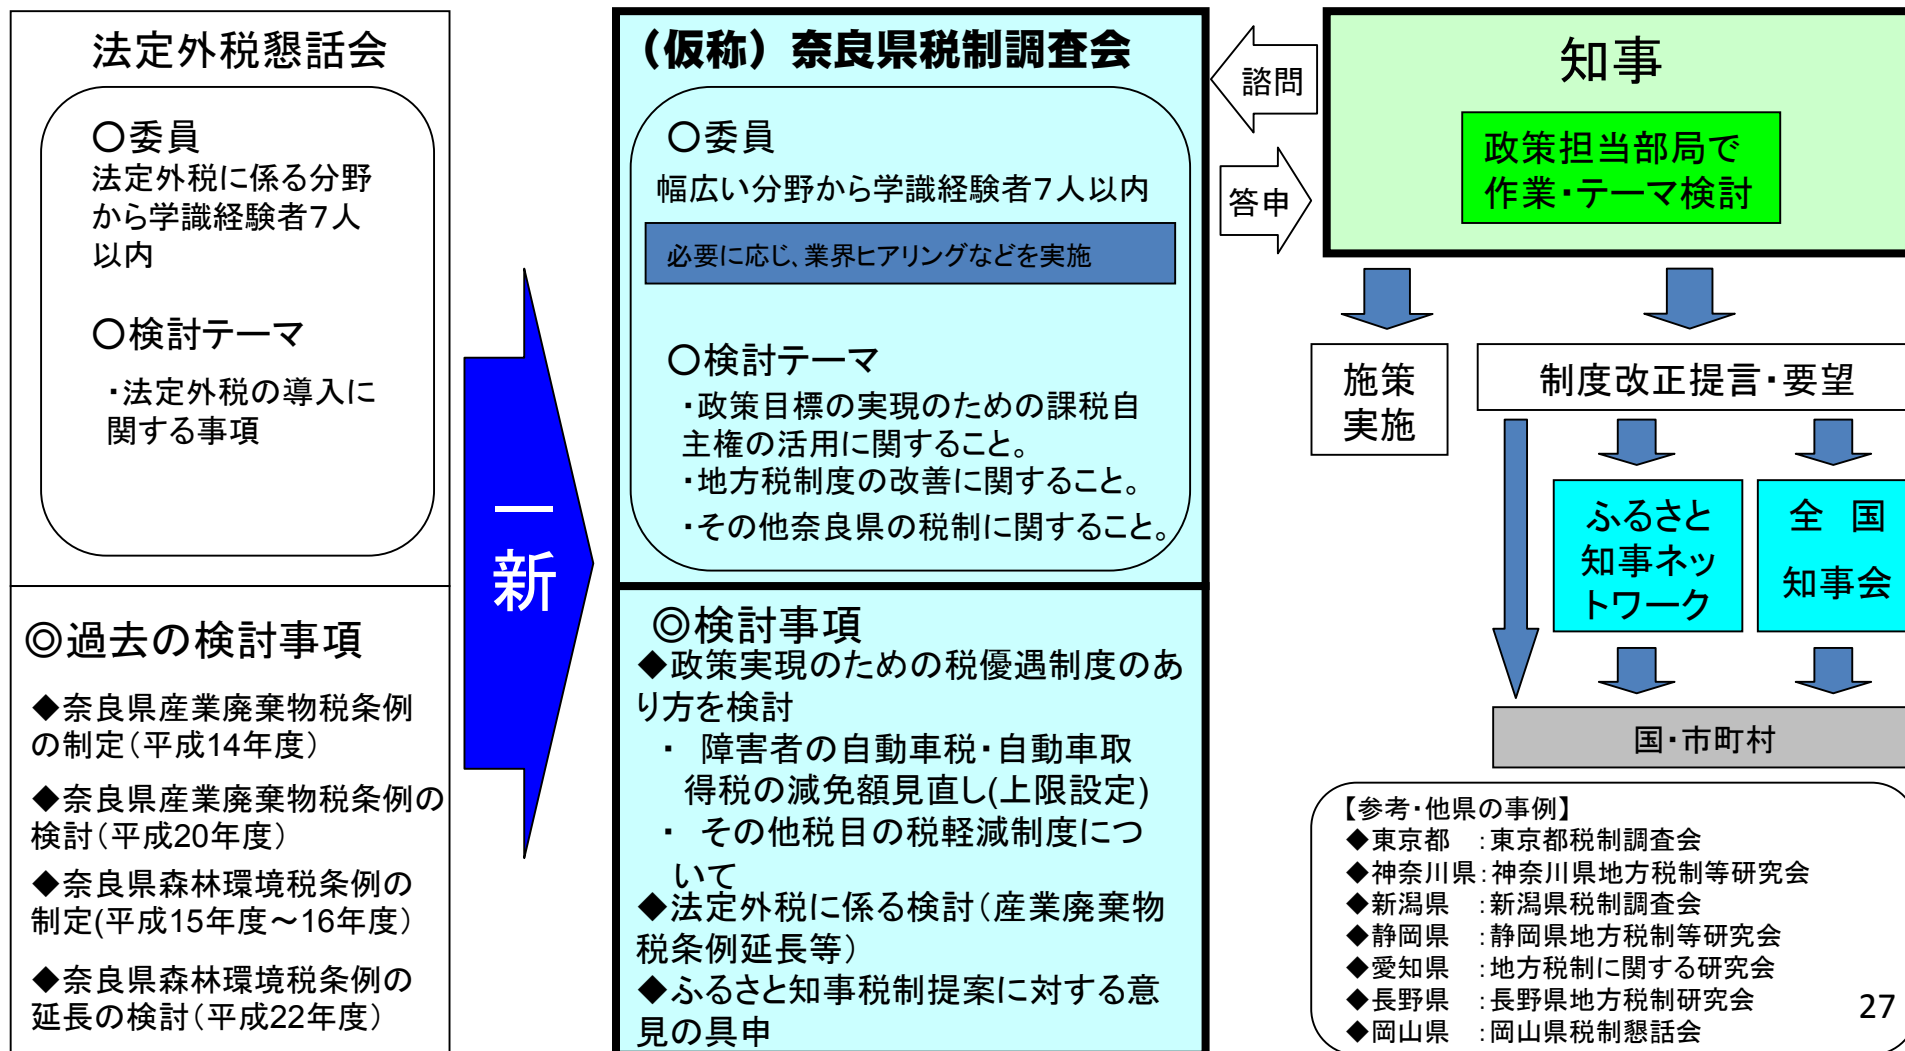 法定外税懇話会
○委員
法定外税に係る分野
から学識経験者7人
以内
○検討テーマ
・法定外税の導入に
関する事項
◎過去の検討事項
◆奈良県産業廃棄物税条例
の制定(平成14年度)
◆奈良県産業廃棄物税条例の
検討(平成20年度)
◆奈良県森林環境税条例の
制定(平成15年度～16年度)
◆奈良県森林環境税条例の
延長の検討(平成22年度)
一
新
(仮称)奈良県税制調査会
○委員
幅広い分野から学識経験者7人以内
必要に応じ、業界ヒアリングなどを実施
○検討テーマ
・政策目標の実現のための課税自
主権の活用に関すること。
・地方税制度の改善に関すること。
・その他奈良県の税制に関すること。
◎検討事項
◆政策実現のための税優遇制度のあ
り方を検討
・ 障害者の自動車税・自動車取
得税の減免額見直し(上限設定)
・ その他税目の税軽減制度につ
いて
◆法定外税に係る検討(産業廃棄物
税条例延長等)
◆ふるさと知事税制提案に対する意
見の具申
諮問
答申
知事
政策担当部局で
作業・テーマ検討
施策
実施
制度改正提言・要望
ふるさと
知事ネッ
トワーク
全 国
知事会
国・市町村
【参考・他県の事例】
◆東京都 :東京都税制調査会
◆神奈川県:神奈川県地方税制等研究会
◆新潟県 :新潟県税制調査会
◆静岡県 :静岡県地方税制等研究会
◆愛知県 :地方税制に関する研究会
◆長野県 :長野県地方税制研究会
◆岡山県 :岡山県税制懇話会
27